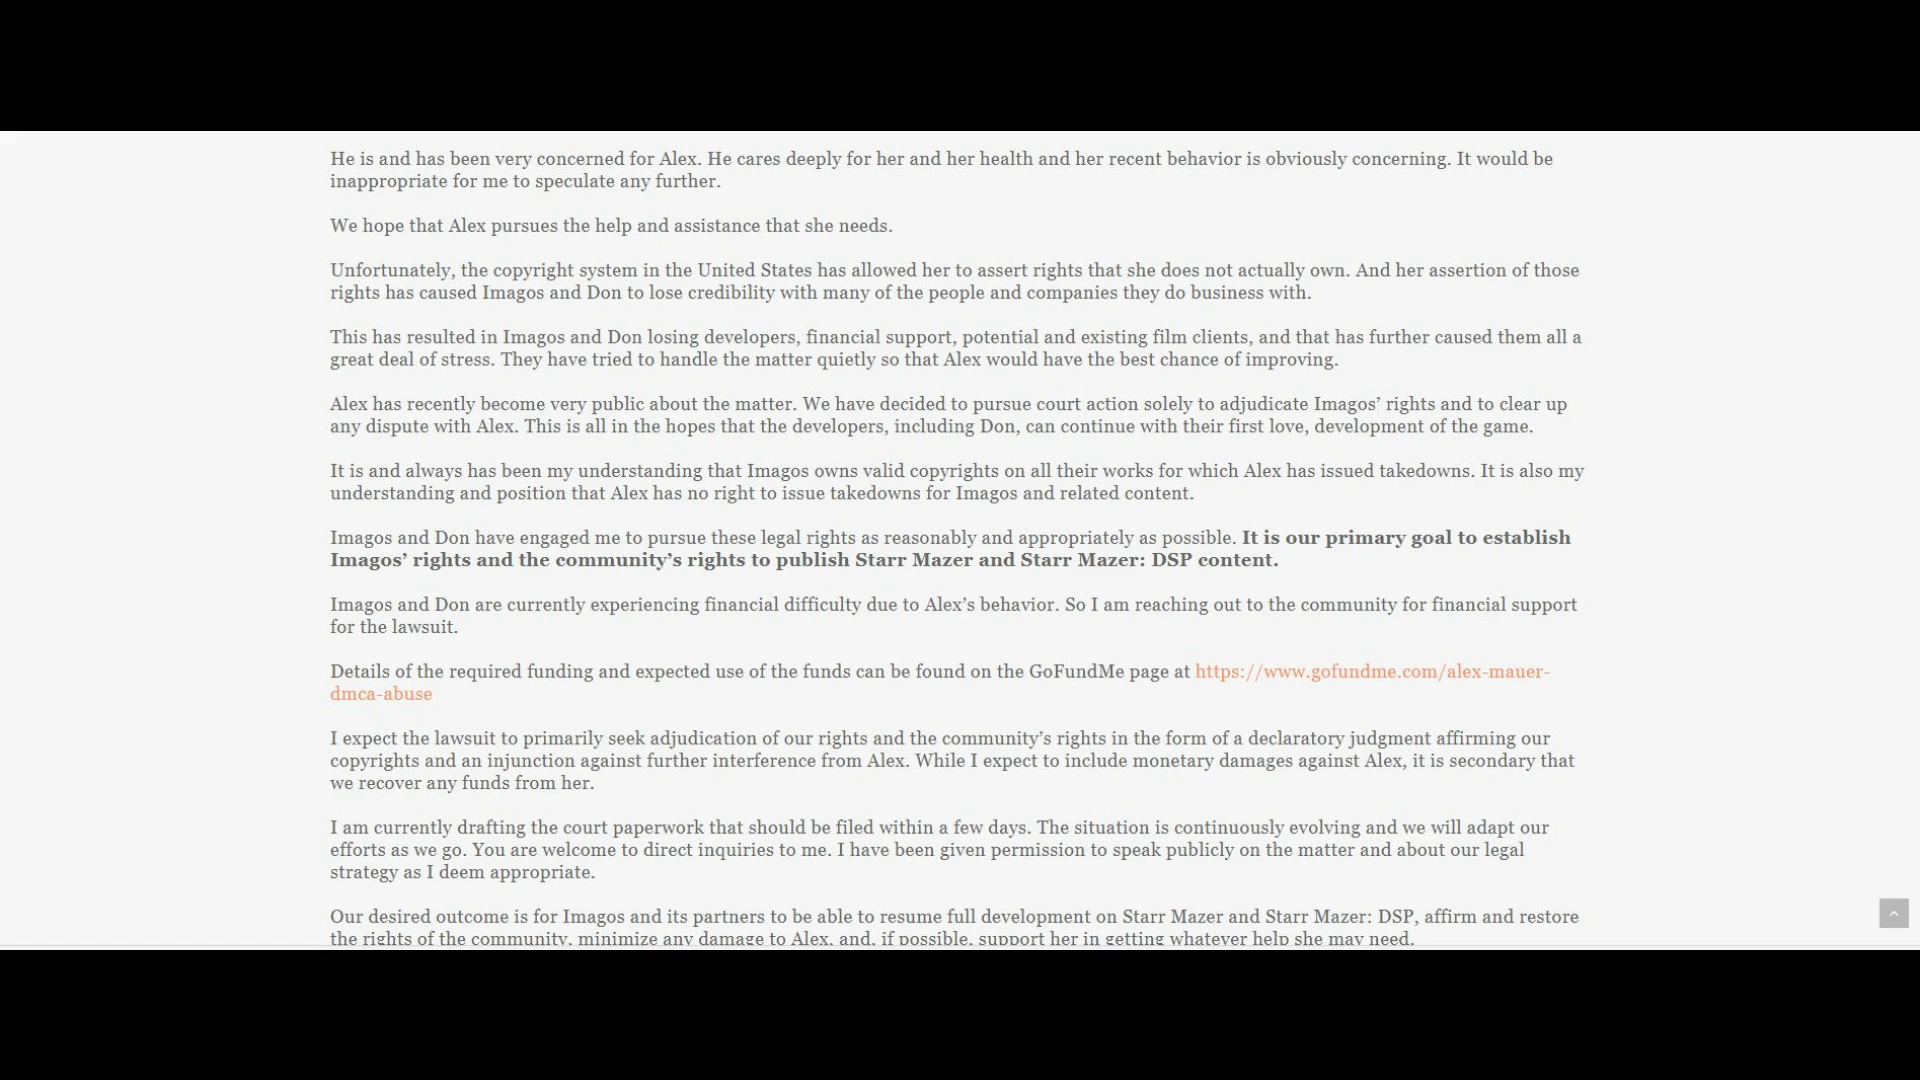 He is and has been very concerned for Alex. He cares deeply for her and her health and her recent behavior is obviously concerning. It would be
inappropriate for me to speculate any further.
We hope that Alex pursues the help and assistance that she needs.
Unfortunately, the copyright system in the United States has allowed her to assert rights that she does not actually own. And her assertion of those
rights has caused Imagos and Don to lose credibility with many of the people and companies they do business with.
This has resulted in Imagos and Don losing developers, financial support, potential and existing film clients, and that has further caused them all a
great deal of stress. They have tried to handle the matter quietly so that Alex would have the best chance of improving.
Alex has recently become very public about the matter. We have decided to pursue court action solely to adjudicate Imagos’ rights and to clear up
any dispute with Alex. This is all in the hopes that the developers, including Don, can continue with their first love, development of the game.
It is and always has been my understanding that Imagos owns valid copyrights on all their works for which Alex has issued takedowns. It is also my
understanding and position that Alex has no right to issue takedowns for Imagos and related content.
Imagos and Don have engaged me to pursue these legal rights as reasonably and appropriately as possible. It is our primary goal to establish
Imagos’ rights and the community’s rights to publish Starr Mazer and Starr Mazer: DSP content.
Imagos and Don are currently experiencing financial difficulty due to Alex’s behavior. So I am reaching out to the community for financial support
for the lawsuit.
Details of the required funding and expected use of the funds can be found on the GoFundMe page at https://www.gofundme.com/alex-mauer-
dmca-abuse
I expect the lawsuit to primarily seek adjudication of our rights and the community’s rights in the form of a declaratory judgment affirming our
copyrights and an injunction against further interference from Alex. While I expect to include monetary damages against Alex, it is secondary that
we recover any funds from her.
I am currently drafting the court paperwork that should be filed within a few days. The situation is continuously evolving and we will adapt our
efforts as we go. You are welcome to direct inquiries to me. I have been given permission to speak publicly on the matter and about our legal
strategy as I deem appropriate.
Our desired outcome is for Imagos and its partners to be able to resume full development on Starr Mazer and Starr Mazer: DSP, affirm and restore
the rights of the community, minimize any damage to Alex, and, if possible, support her in getting whatever help she may need.